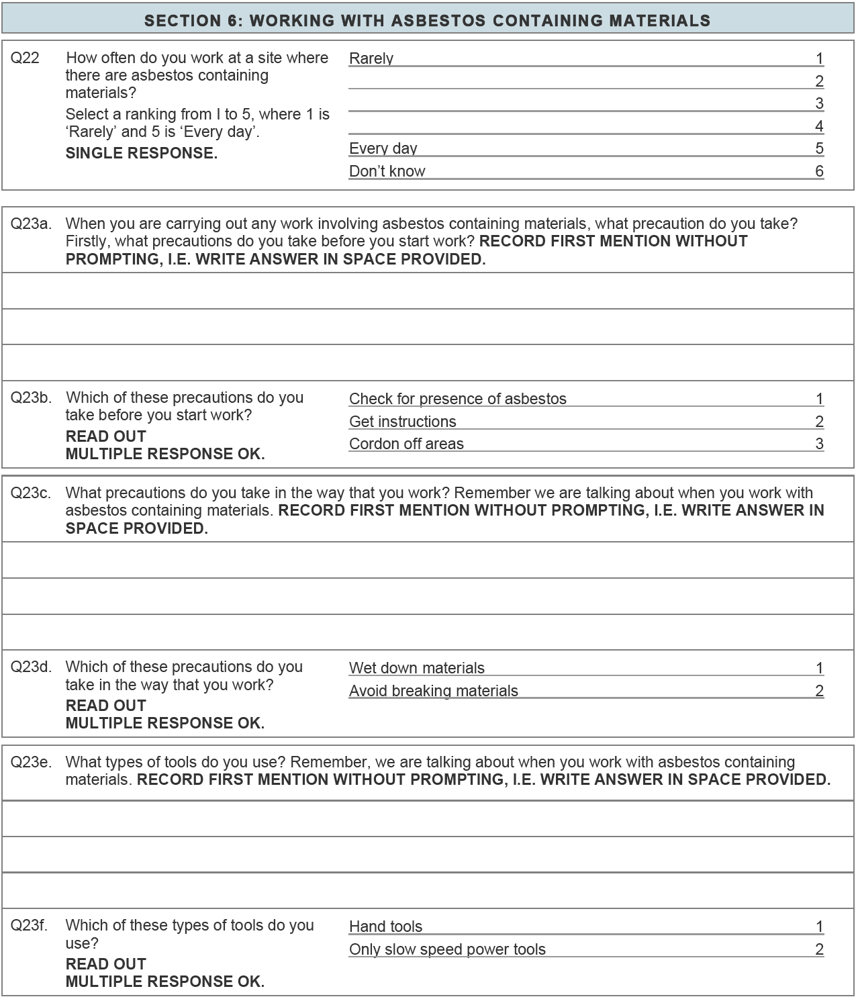 SECTION 6: WORKING WITH ASBESTOS CONTAINING MATERIALS
Q22 How often do you work at a site where
there are asbestos containing
materials?
Select a ranking from I to 5, where 1 is
‘Rarely’ and 5 is ‘Every day’.
SINGLE RESPONSE.
Rarely 1
2
3
4
Every day 5
Don’t know 6
Q23a. When you are carrying out any work involving asbestos containing materials, what precaution do you take?
Firstly, what precautions do you take before you start work? RECORD FIRST MENTION WITHOUT
PROMPTING, I.E. WRITE ANSWER IN SPACE PROVIDED.
Q23b. Which of these precautions do you
take before you start work?
READ OUT
MULTIPLE RESPONSE OK.
Check for presence of asbestos 1
Get instructions 2
Cordon off areas 3
Q23c. What precautions do you take in the way that you work? Remember we are talking about when you work with
asbestos containing materials. RECORD FIRST MENTION WITHOUT PROMPTING, I.E. WRITE ANSWER IN
SPACE PROVIDED.
Q23d. Which of these precautions do you
take in the way that you work?
READ OUT
MULTIPLE RESPONSE OK.
Wet down materials 1
Avoid breaking materials 2
Q23e. What types of tools do you use? Remember, we are talking about when you work with asbestos containing
materials. RECORD FIRST MENTION WITHOUT PROMPTING, I.E. WRITE ANSWER IN SPACE PROVIDED.
Q23f. Which of these types of tools do you
use?
READ OUT
MULTIPLE RESPONSE OK.
Hand tools 1
Only slow speed power tools 2